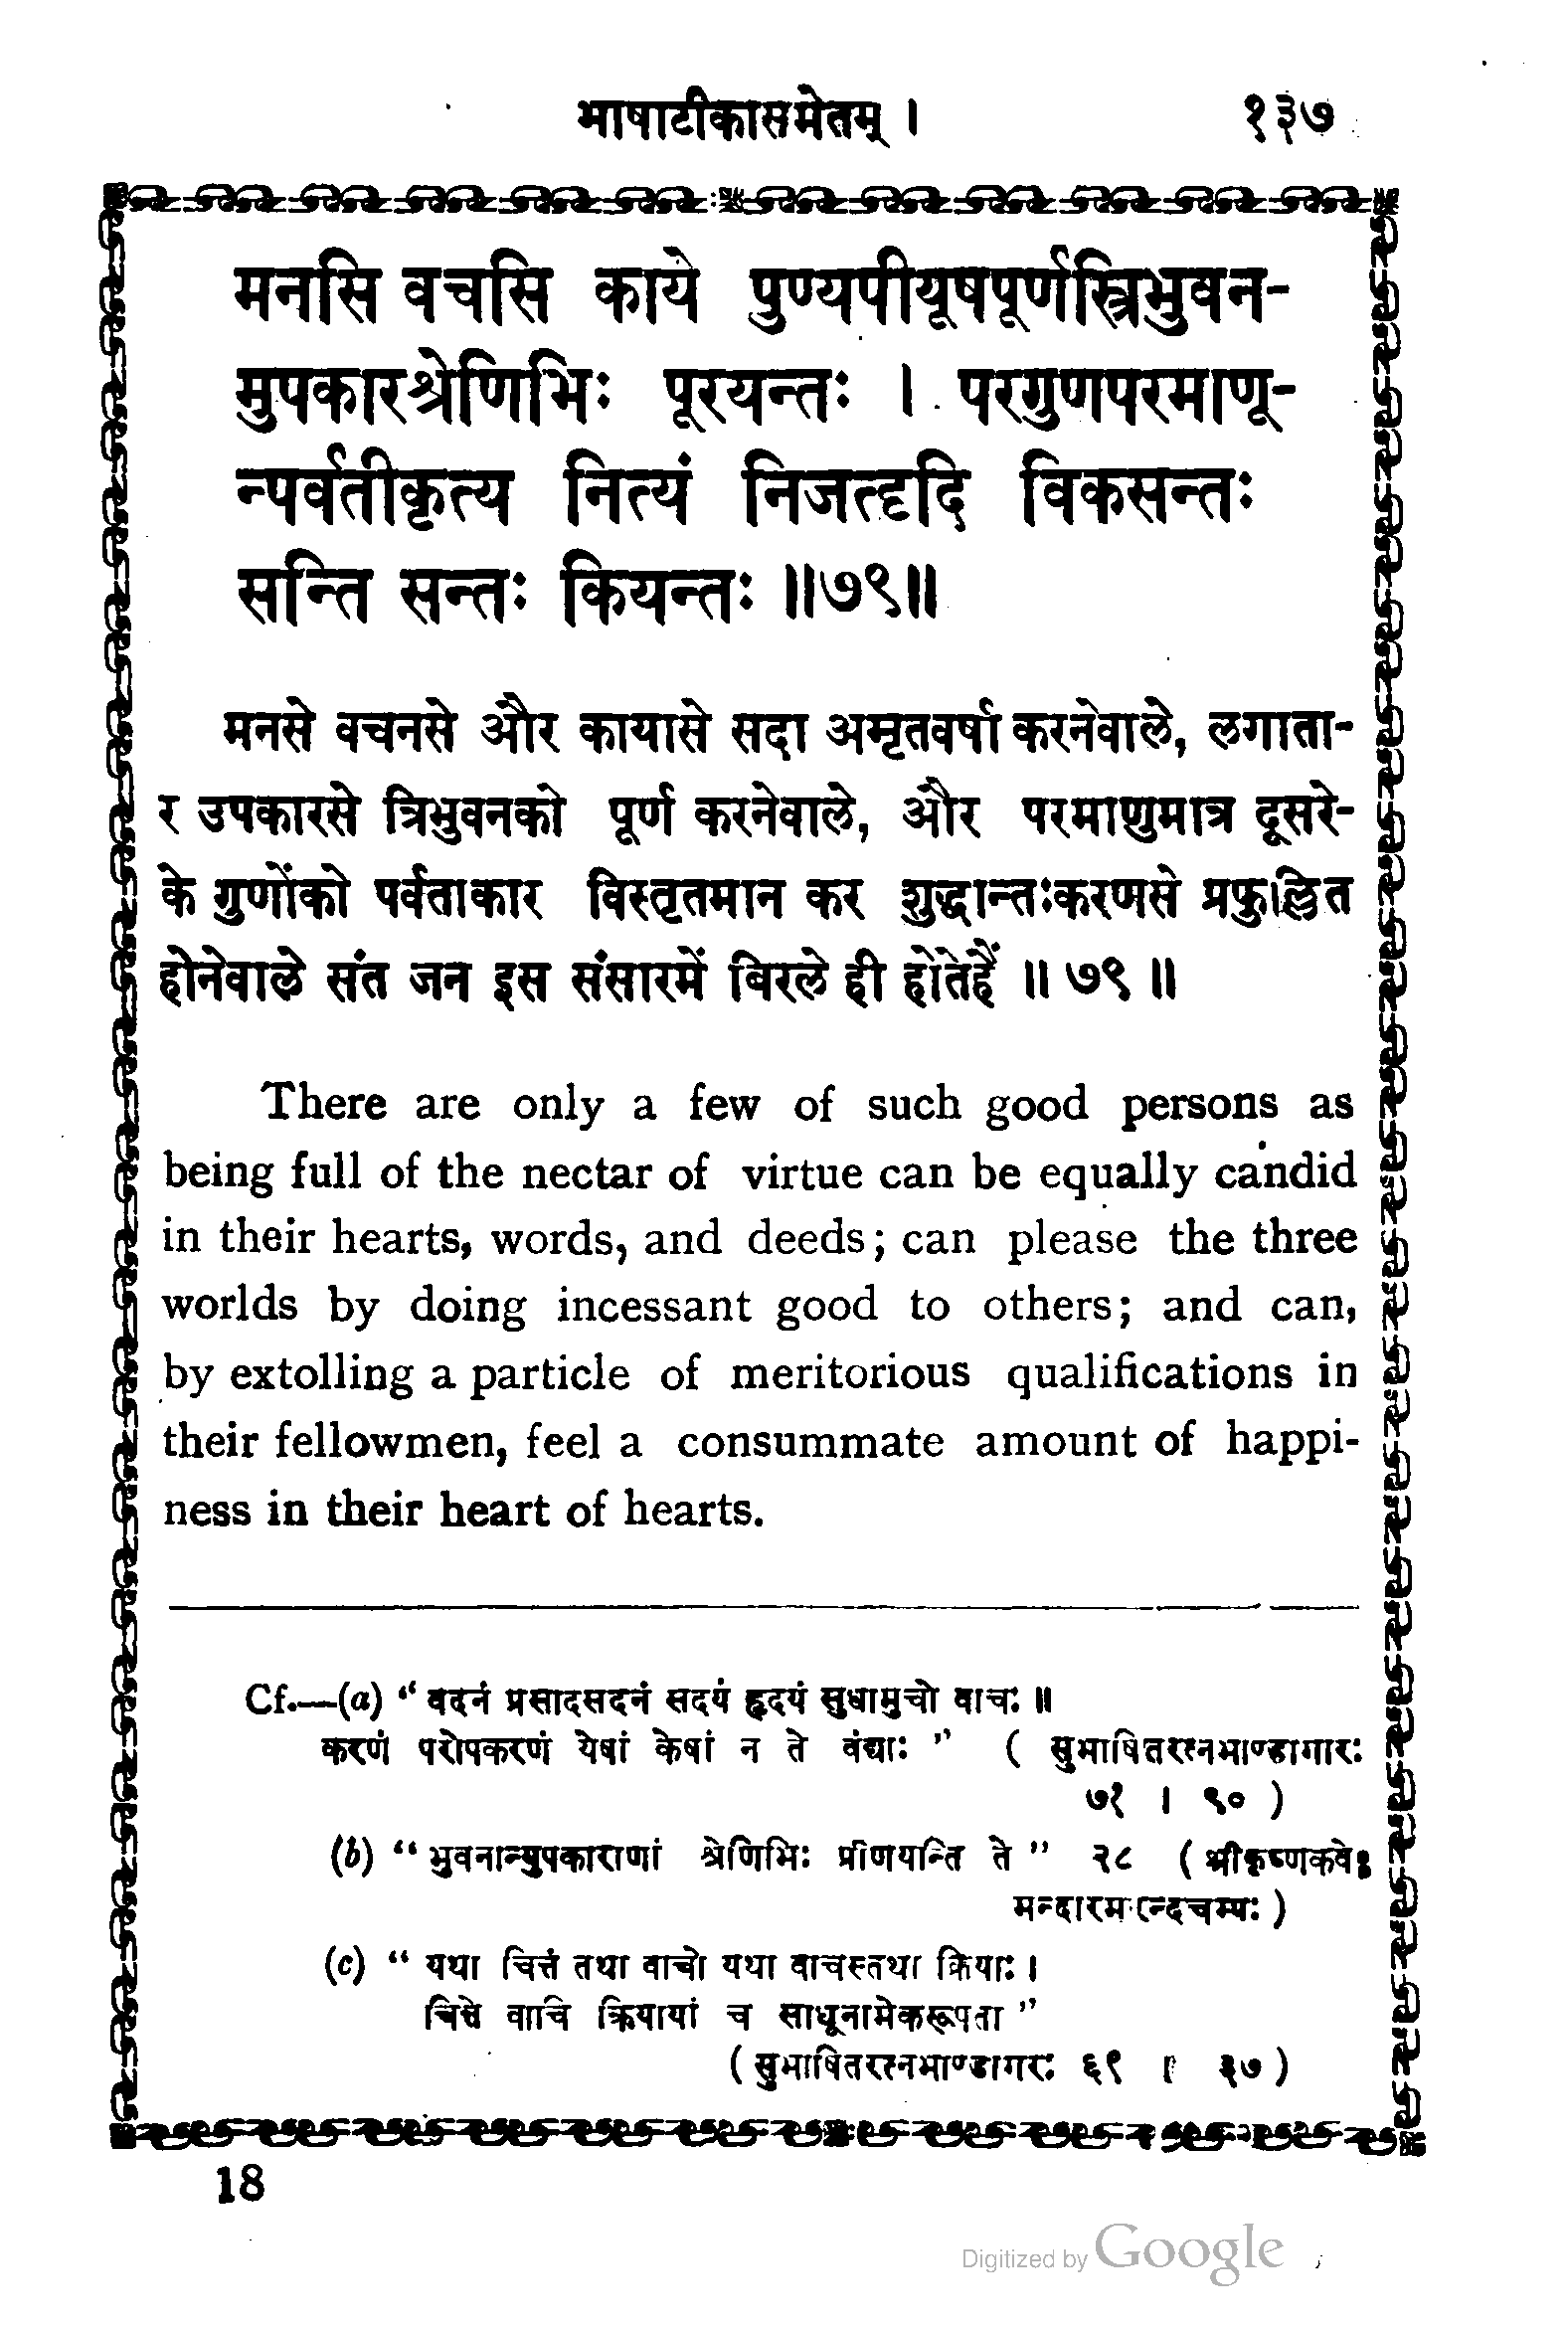 भाषाटीकासमेतम् । १३७
मनसि वचसि काये पुण्यपीयूषपूर्णास्त्रिभुवन-
मुपकारश्रेणिभिः पूरयन्तः । परगुणपरमाणू-
न्पर्वतीकृत्य नित्यं निजहृदि विकसन्तः
सन्ति सन्तः कियन्तः ॥७९॥
मनसे वचनसे और कायासे सदा अमृतवर्षा करनेवाले, लगाता-
र उपकारसे त्रिभुवनको पूर्ण करनेवाले, और परमाणुमात्र दूसरे-
के गुणोंको पर्वताकार विस्तृतमान कर शुद्धान्तःकरणसे प्रफुल्लित
होनेवाले संत जन इस संसारमें बिरले ही होतेहैं ॥ ७९ ॥
There are only a few of such good persons as
being full of the nectar of virtue can be equally candid
in their hearts, words, and deeds; can please the three
worlds by doing incessant good to others; and can,
by extolling a particle of meritorious qualifications in
their fellowmen, feel a consummate amount of happi-
ness in their heart of hearts.
Cf.—(a) “ वदनं प्रसादसदनं सदयं हृदयं सुधामुचो वाचः ॥
करणं परोपकरणं येषां केषां न ते वंद्याः ” ( सुभाषितरत्नभाण्डागारः
७१ । ९० )
(b) “ भुवनान्युपकाराणां श्रेणिभिः प्रीणयन्ति ते ” २८ ( श्रीकृष्णकवेः
मन्दारमरन्दचम्पः )
(c) “ यथा चित्तं तथा वाचो यथा वाचस्तथा क्रियाः ।
चित्ते वाचि क्रियायां च साधूनामेकरूपता ”
( सुभाषितरत्नभाण्डागरः ६९ । ३७ )
18
Digitized by Google